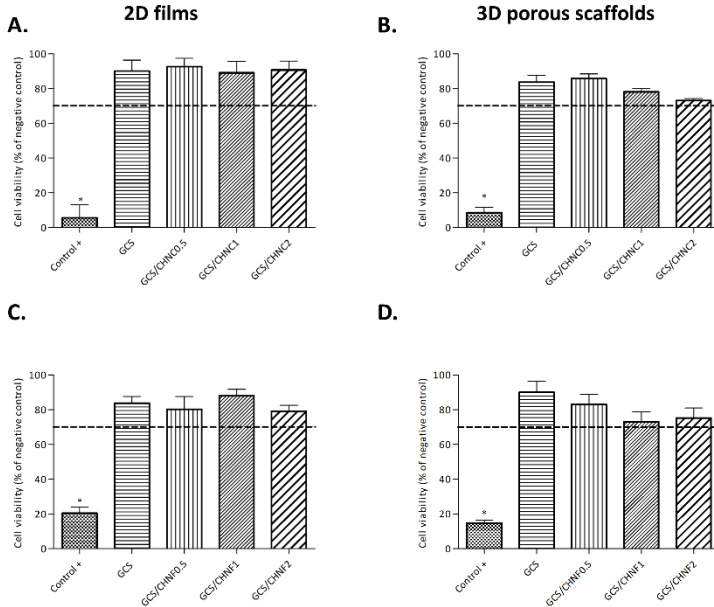 2D films
3D porous scaffolds
A.
Cell viability (% of negative control)
100
80
60
40
20
0
*
Control +
GCS
GCS/CHNC0.5
GCS/CHNC1
GCS/CHNC2
B.
Cell viability (% of negative control)
100
80
60
40
20
0
*
Control +
GCS
GCS/CHNC0.5
GCS/CHNC1
GCS/CHNC2
C.
Cell viability (% of negative control)
100
80
60
40
20
0
*
Control +
GCS
GCS/CHNF0.5
GCS/CHNF1
GCS/CHNF2
D.
Cell viability (% of negative control)
100
80
60
40
20
0
*
Control +
GCS
GCS/CHNF0.5
GCS/CHNF1
GCS/CHNF2